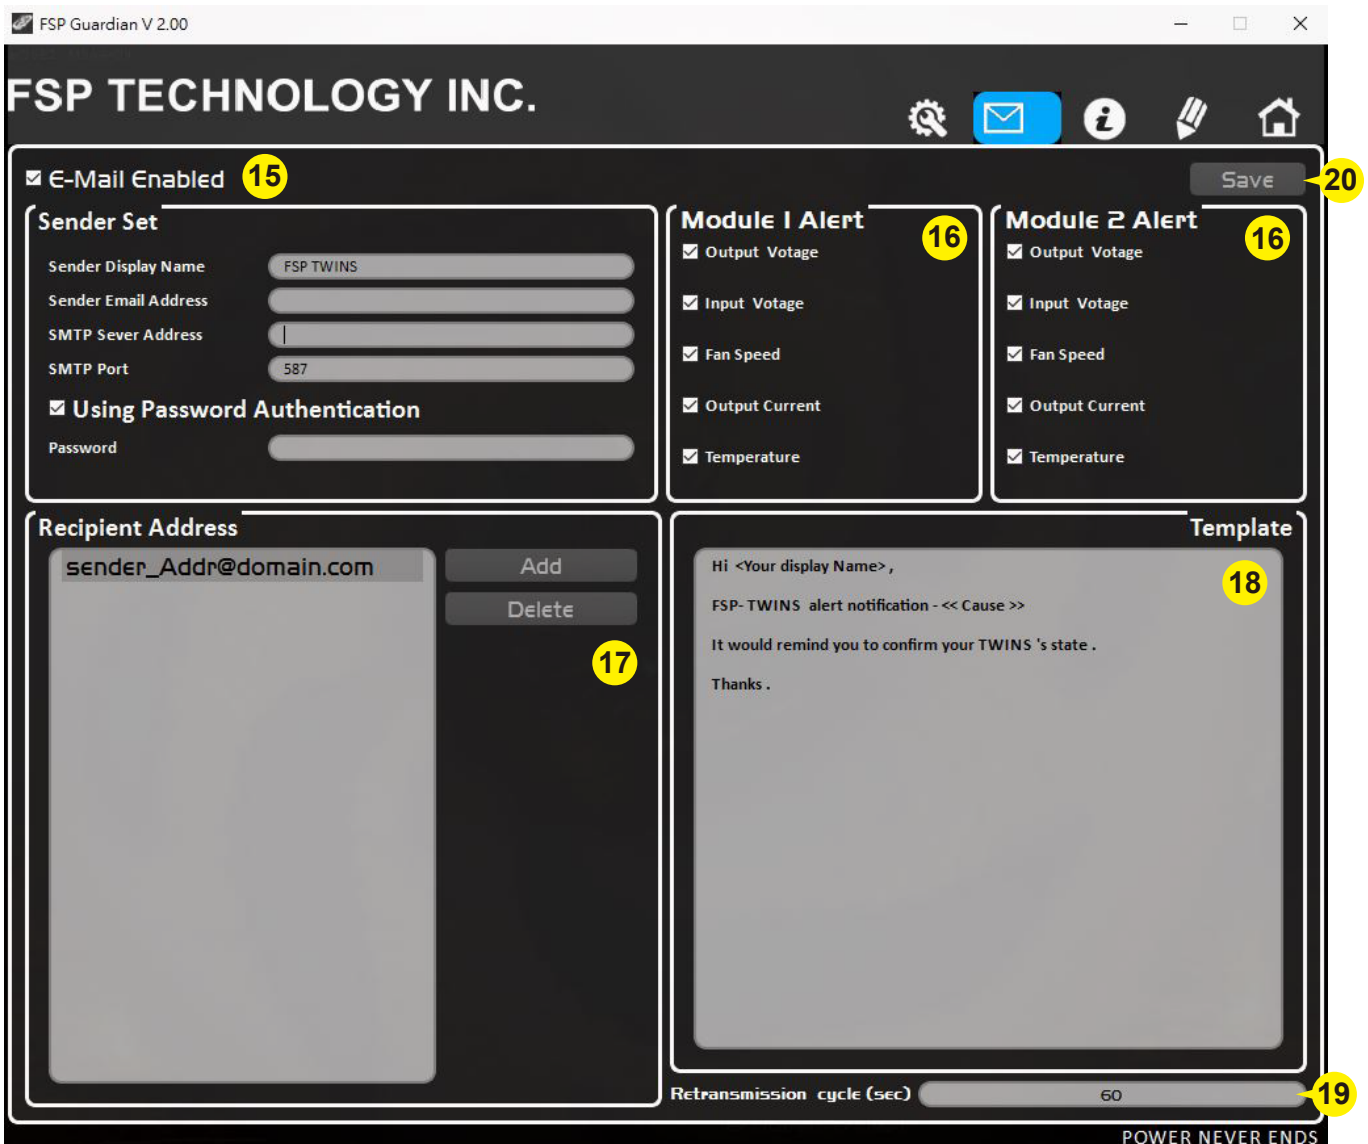 FSP Guardian V 2.00
FSP TECHNOLOGY INC.
E-Mail Enabled 15
Save 20
Sender Set
Sender Display Name FSP TWINS
Sender Email Address
SMTP Sever Address
SMTP Port 587
Using Password Authentication
Password
Module 1 Alert 16
Output Votage
Input Votage
Fan Speed
Output Current
Temperature
Module 2 Alert 16
Output Votage
Input Votage
Fan Speed
Output Current
Temperature
Recipient Address
sender_Addr@domain.com
Add
Delete
17
Template
18
Hi <Your display Name> ,
FSP- TWINS alert notification - << Cause >>
It would remind you to confirm your TWINS 's state .
Thanks .
Retransmission cycle (sec) 60 19
POWER NEVER ENDS